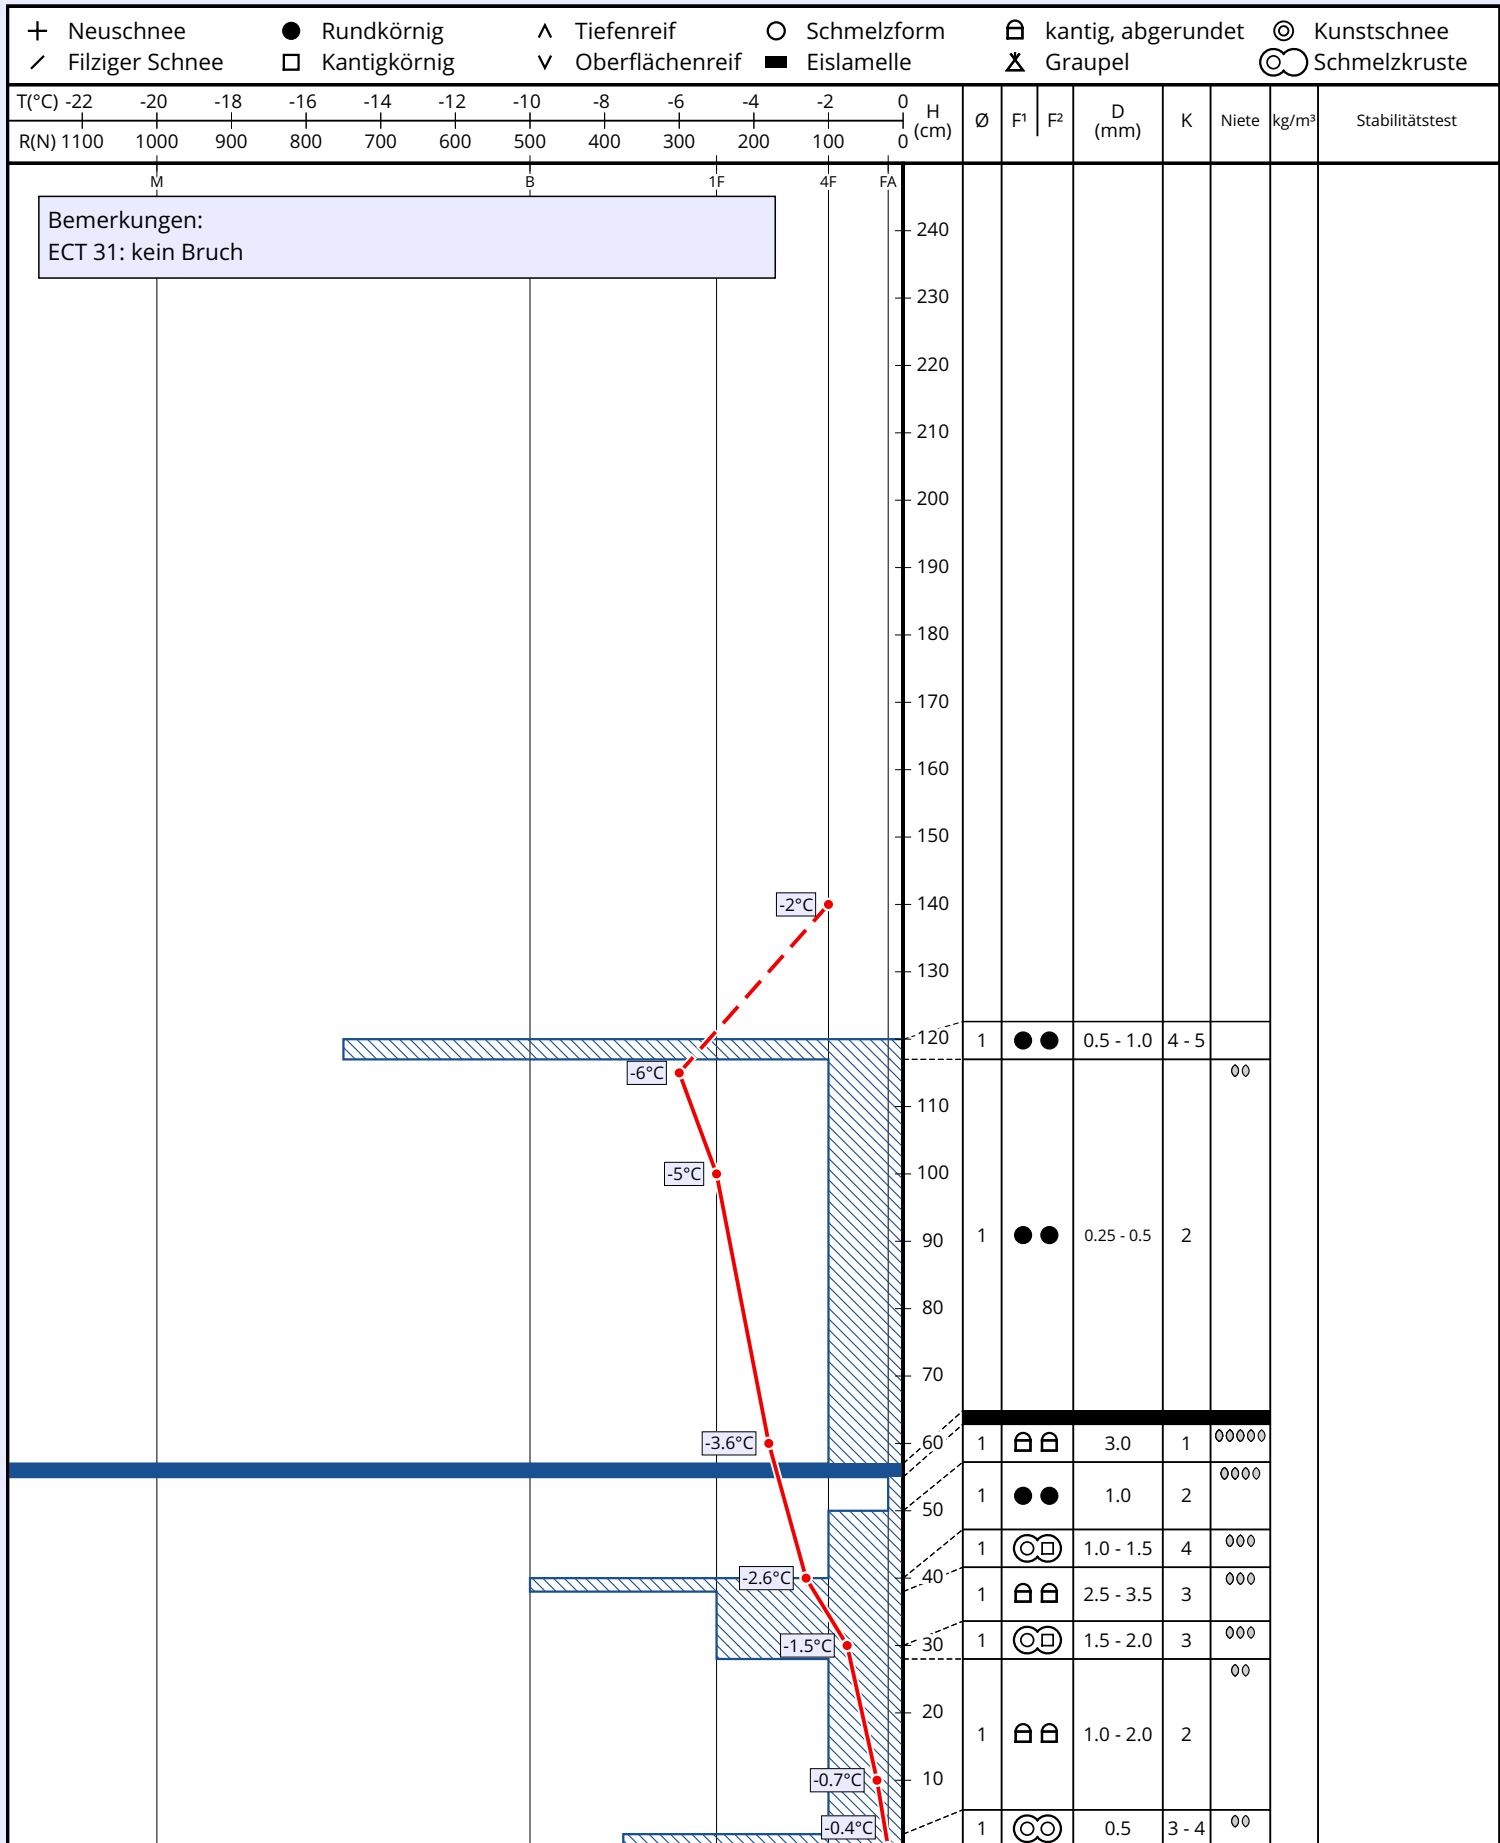 Neuschnee Rundkörnig Tiefenreif Schmelzform kantig, abgerundet Kunstschnee
Filziger Schnee Kantigkörnig Oberflächenreif Eislamelle Graupel Schmelzkruste
T(°C) -22 -20 -18 -16 -14 -12 -10 -8 -6 -4 -2 0
R(N) 1100 1000 900 800 700 600 500 400 300 200 100 0
H (cm) Ø F¹ F² D (mm) K Niete kg/m³ Stabilitätstest
M B 1F 4F FA
Bemerkungen:
ECT 31: kein Bruch
240
230
220
210
200
190
180
170
160
150
-2°C 140
130
120 1 0.5 - 1.0 4 - 5
-6°C
110
-5°C 100
90 1 0.25 - 0.5 2
80
70
-3.6°C 60 1 3.0 1
1 1.0 2
50
1 1.0 - 1.5 4
-2.6°C 40
1 2.5 - 3.5 3
-1.5°C 30 1 1.5 - 2.0 3
20
1 1.0 - 2.0 2
-0.7°C 10
-0.4°C 1 0.5 3 - 4